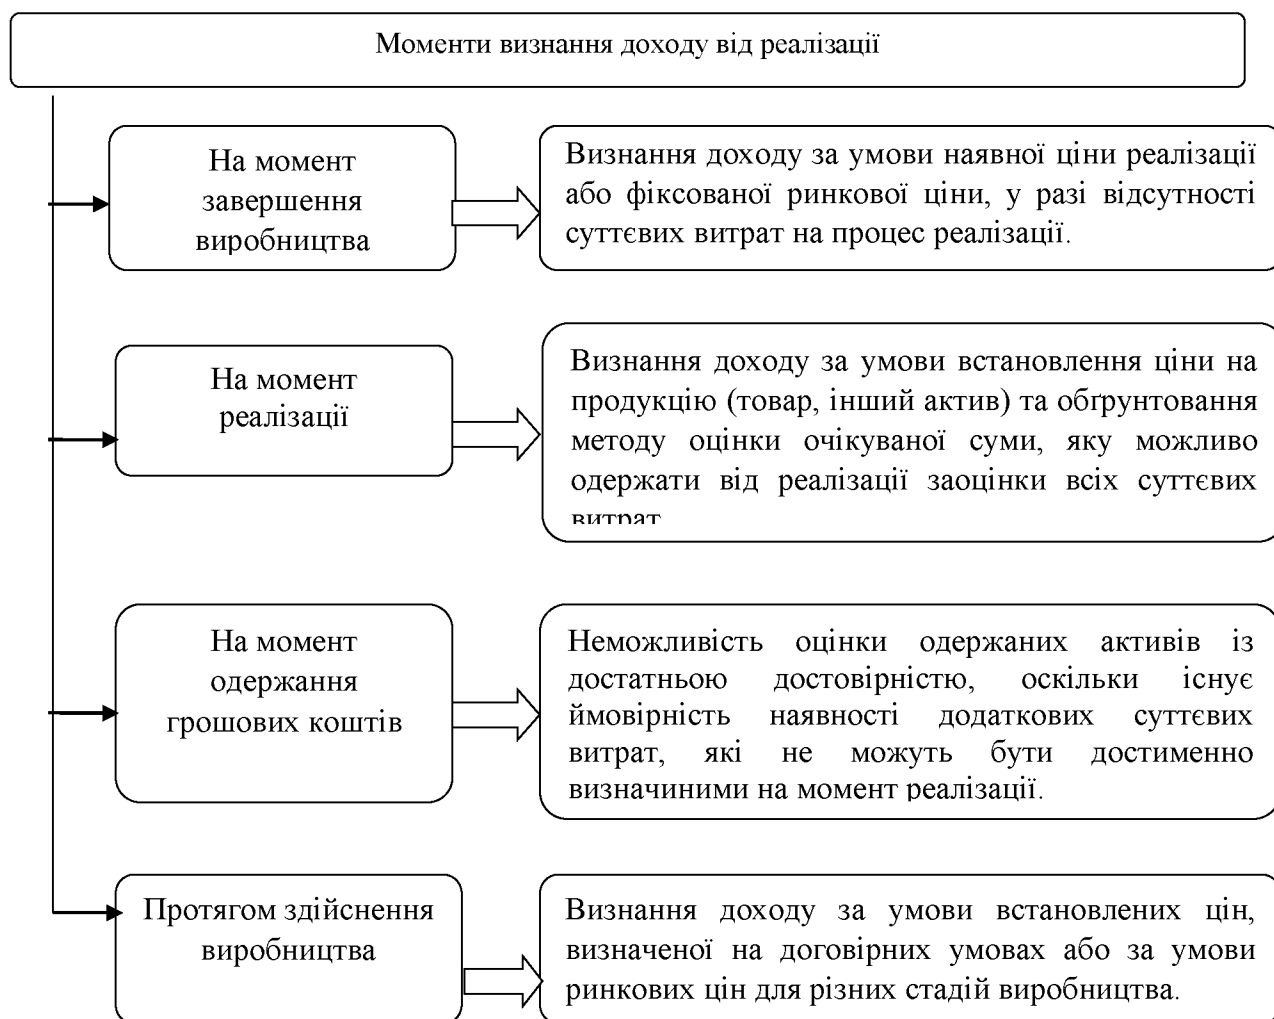 Моменти визнання доходу від реалізації
На момент
завершення
виробництва
Визнання доходу за умови наявної ціни реалізації
або фіксованої ринкової ціни, у разі відсутності
суттєвих витрат на процес реалізації.
На момент
реалізації
Визнання доходу за умови встановлення ціни на
продукцію (товар, інший актив) та обґрунтовання
методу оцінки очікуваної суми, яку можливо
одержати від реалізації заоцінки всіх суттєвих
витрат
На момент
одержання
грошових коштів
Неможливість оцінки одержаних активів із
достатньою достовірністю, оскільки існує
ймовірність наявності додаткових суттєвих
витрат, які не можуть бути достименно
визначиними на момент реалізації.
Протягом здійснення
виробництва
Визнання доходу за умови встановлених цін,
визначеної на договірних умовах або за умови
ринкових цін для різних стадій виробництва.